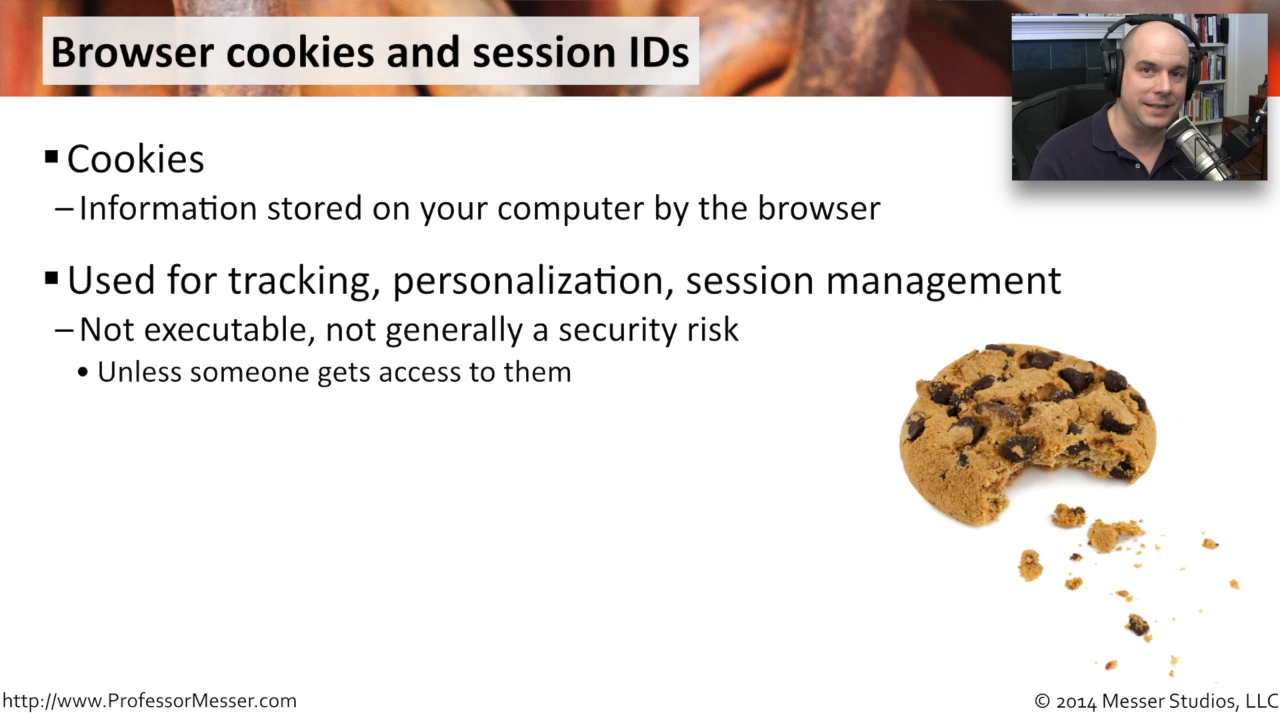 Browser cookies and session IDs
▪ Cookies
– Information stored on your computer by the browser
▪ Used for tracking, personalization, session management
– Not executable, not generally a security risk
• Unless someone gets access to them
http://www.ProfessorMesser.com
© 2014 Messer Studios, LLC